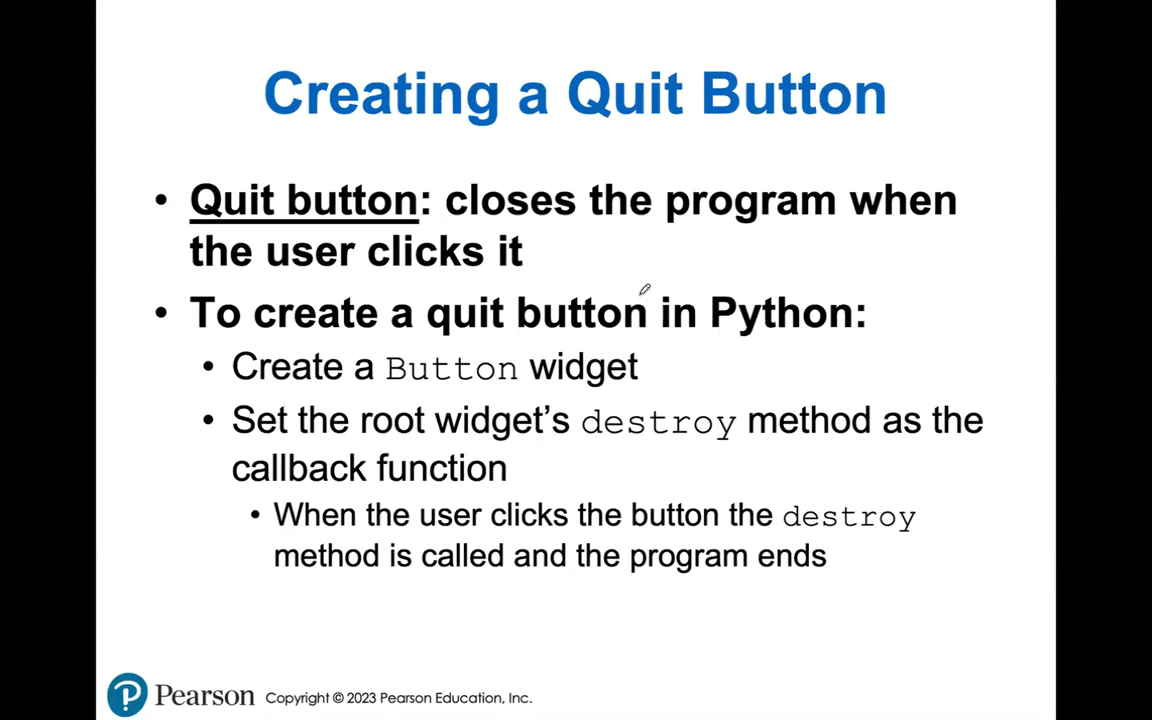 Creating a Quit Button
• Quit button: closes the program when
the user clicks it
• To create a quit button in Python:
• Create a Button widget
• Set the root widget’s destroy method as the
callback function
• When the user clicks the button the destroy
method is called and the program ends
Pearson Copyright © 2023 Pearson Education, Inc.